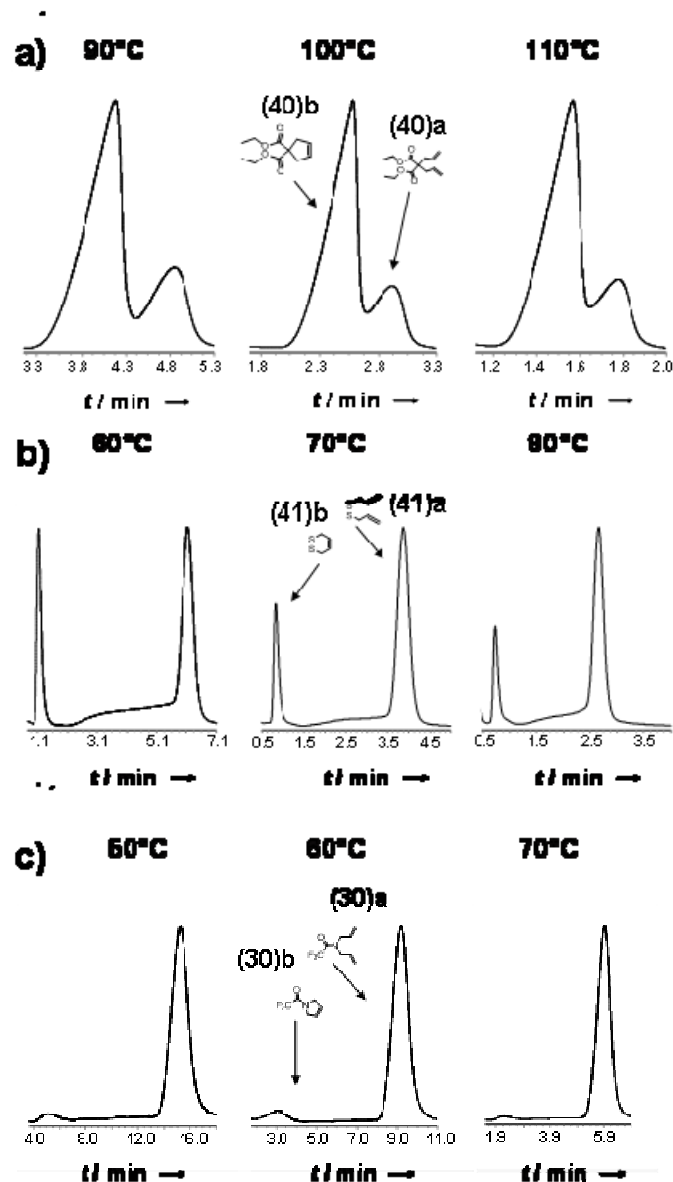 a) 90°C 100°C 110°C
(40)b
(40)a
3.3 3.8 4.3 4.8 5.3 1.8 2.3 2.8 3.3 1.2 1.4 1.6 1.8 2.0
t / min → t / min → t / min →
b) 60°C 70°C 80°C
(41)b (41)a
1.1 3.1 5.1 7.1 0.5 1.5 2.5 3.5 4.5 0.5 1.5 2.5 3.5
t / min → t / min → t / min →
c) 50°C 60°C 70°C
(30)a
(30)b
4.0 12.0 16.0 3.0 5.0 7.0 9.0 11.0 1.9 3.9 5.9
t / min → t / min → t / min →